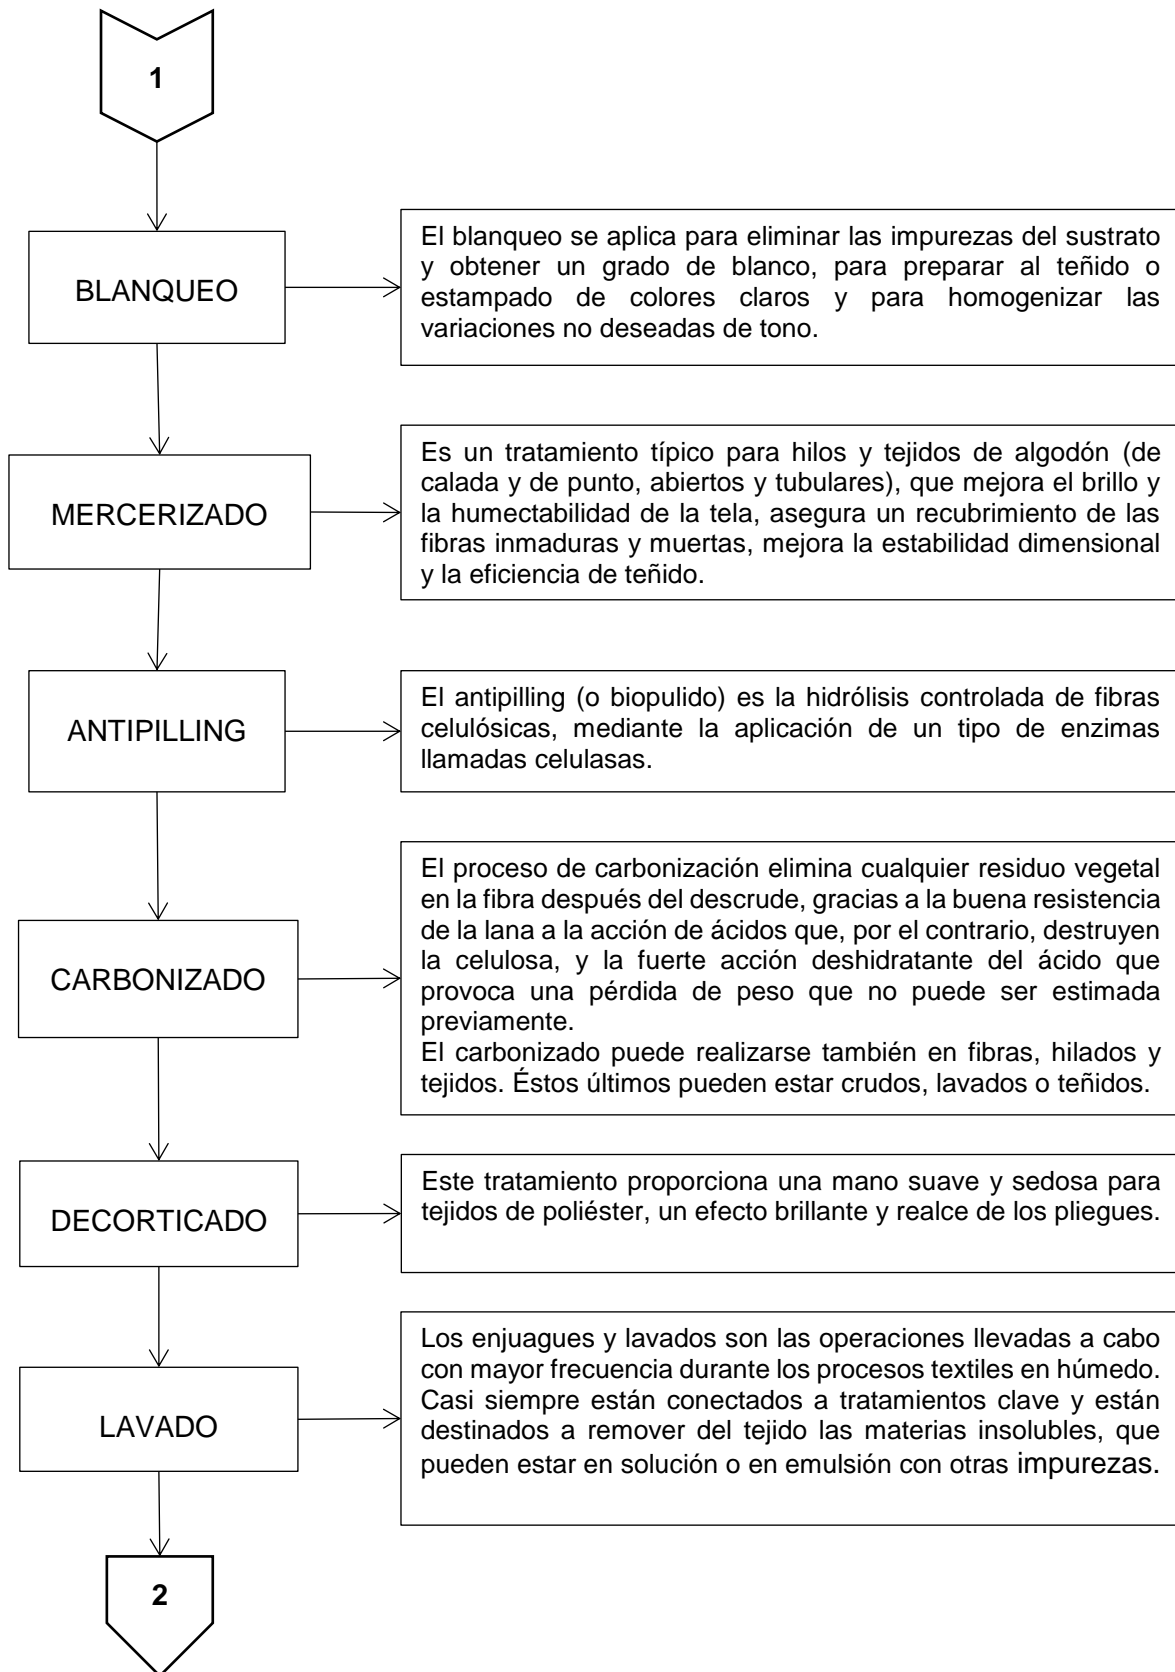 1
BLANQUEO
El blanqueo se aplica para eliminar las impurezas del sustrato
y obtener un grado de blanco, para preparar al teñido o
estampado de colores claros y para homogenizar las
variaciones no deseadas de tono.
MERCERIZADO
Es un tratamiento típico para hilos y tejidos de algodón (de
calada y de punto, abiertos y tubulares), que mejora el brillo y
la humectabilidad de la tela, asegura un recubrimiento de las
fibras inmaduras y muertas, mejora la estabilidad dimensional
y la eficiencia de teñido.
ANTIPILLING
El antipilling (o biopulido) es la hidrólisis controlada de fibras
celulósicas, mediante la aplicación de un tipo de enzimas
llamadas celulasas.
CARBONIZADO
El proceso de carbonización elimina cualquier residuo vegetal
en la fibra después del descrude, gracias a la buena resistencia
de la lana a la acción de ácidos que, por el contrario, destruyen
la celulosa, y la fuerte acción deshidratante del ácido que
provoca una pérdida de peso que no puede ser estimada
previamente.
El carbonizado puede realizarse también en fibras, hilados y
tejidos. Éstos últimos pueden estar crudos, lavados o teñidos.
DECORTICADO
Este tratamiento proporciona una mano suave y sedosa para
tejidos de poliéster, un efecto brillante y realce de los pliegues.
LAVADO
Los enjuagues y lavados son las operaciones llevadas a cabo
con mayor frecuencia durante los procesos textiles en húmedo.
Casi siempre están conectados a tratamientos clave y están
destinados a remover del tejido las materias insolubles, que
pueden estar en solución o en emulsión con otras impurezas.
2